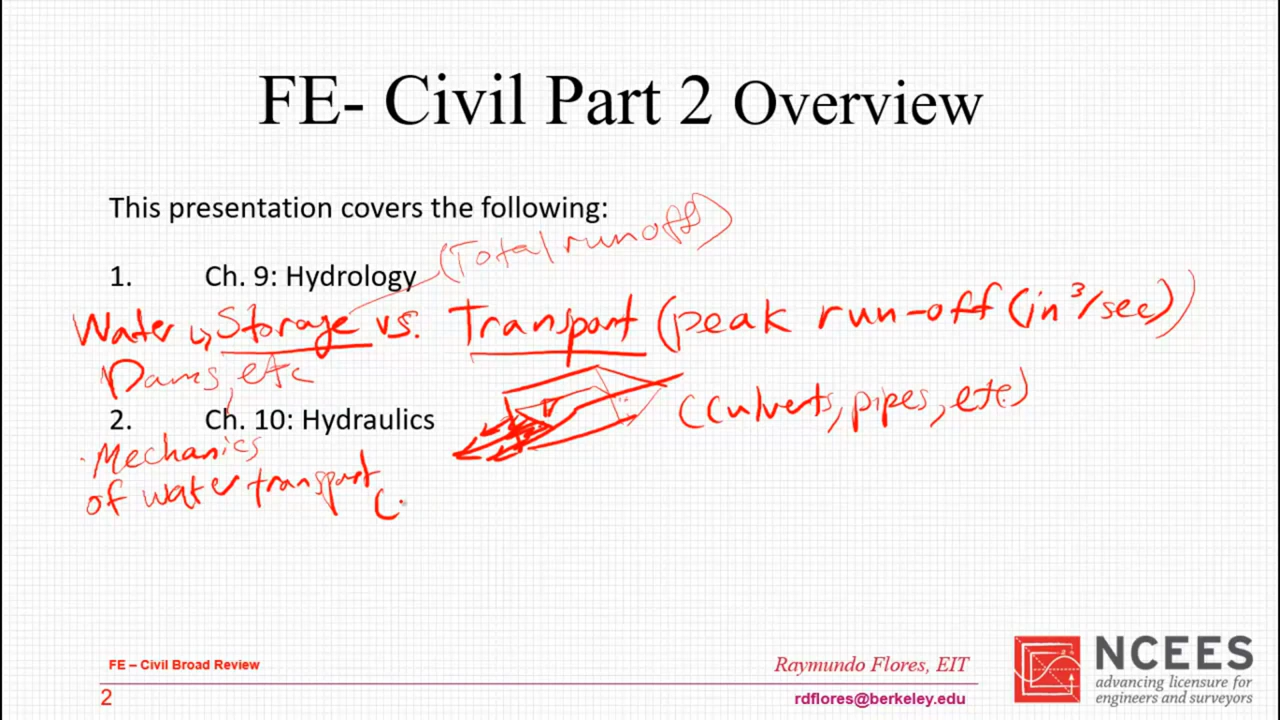 FE- Civil Part 2 Overview
This presentation covers the following:
(Total runoff)
1. Ch. 9: Hydrology
Water ↳ Storage vs. Transport (peak run-off (in³/sec))
Dams, etc
(Culverts, pipes, etc.)
2. Ch. 10: Hydraulics
· Mechanics
of water transport
(
FE – Civil Broad Review
Raymundo Flores, EIT
2
rdflores@berkeley.edu
NCEES
advancing licensure for
engineers and surveyors